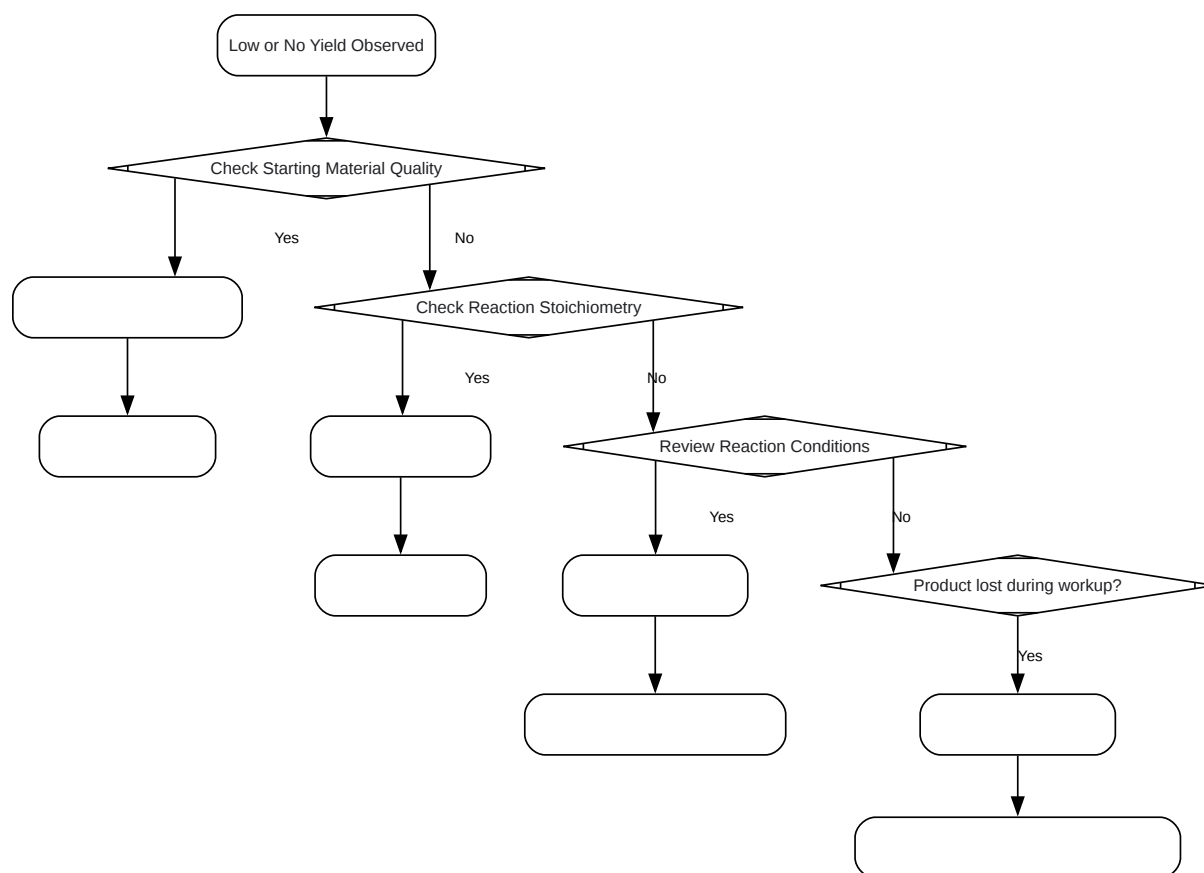 Low or No Yield Observed
Check Starting Material Quality
Yes
No
Check Reaction Stoichiometry
Yes
No
Review Reaction Conditions
Yes
No
Product lost during workup?
Yes